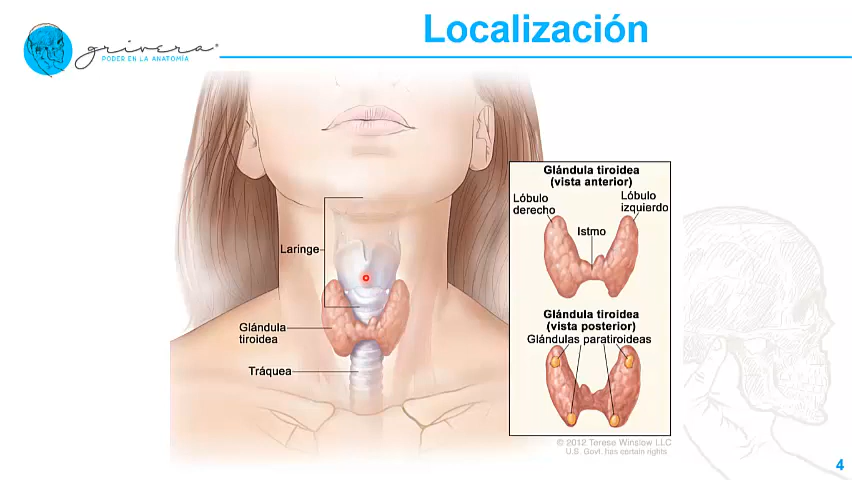 Localización
grivera®
PODER EN LA ANATOMÍA
Laringe
Glándula
tiroidea
Tráquea
Glándula tiroidea
(vista anterior)
Lóbulo
derecho
Lóbulo
izquierdo
Istmo
Glándula tiroidea
(vista posterior)
Glándulas paratiroideas
© 2012 Terese Winslow LLC
U.S. Govt. has certain rights
4